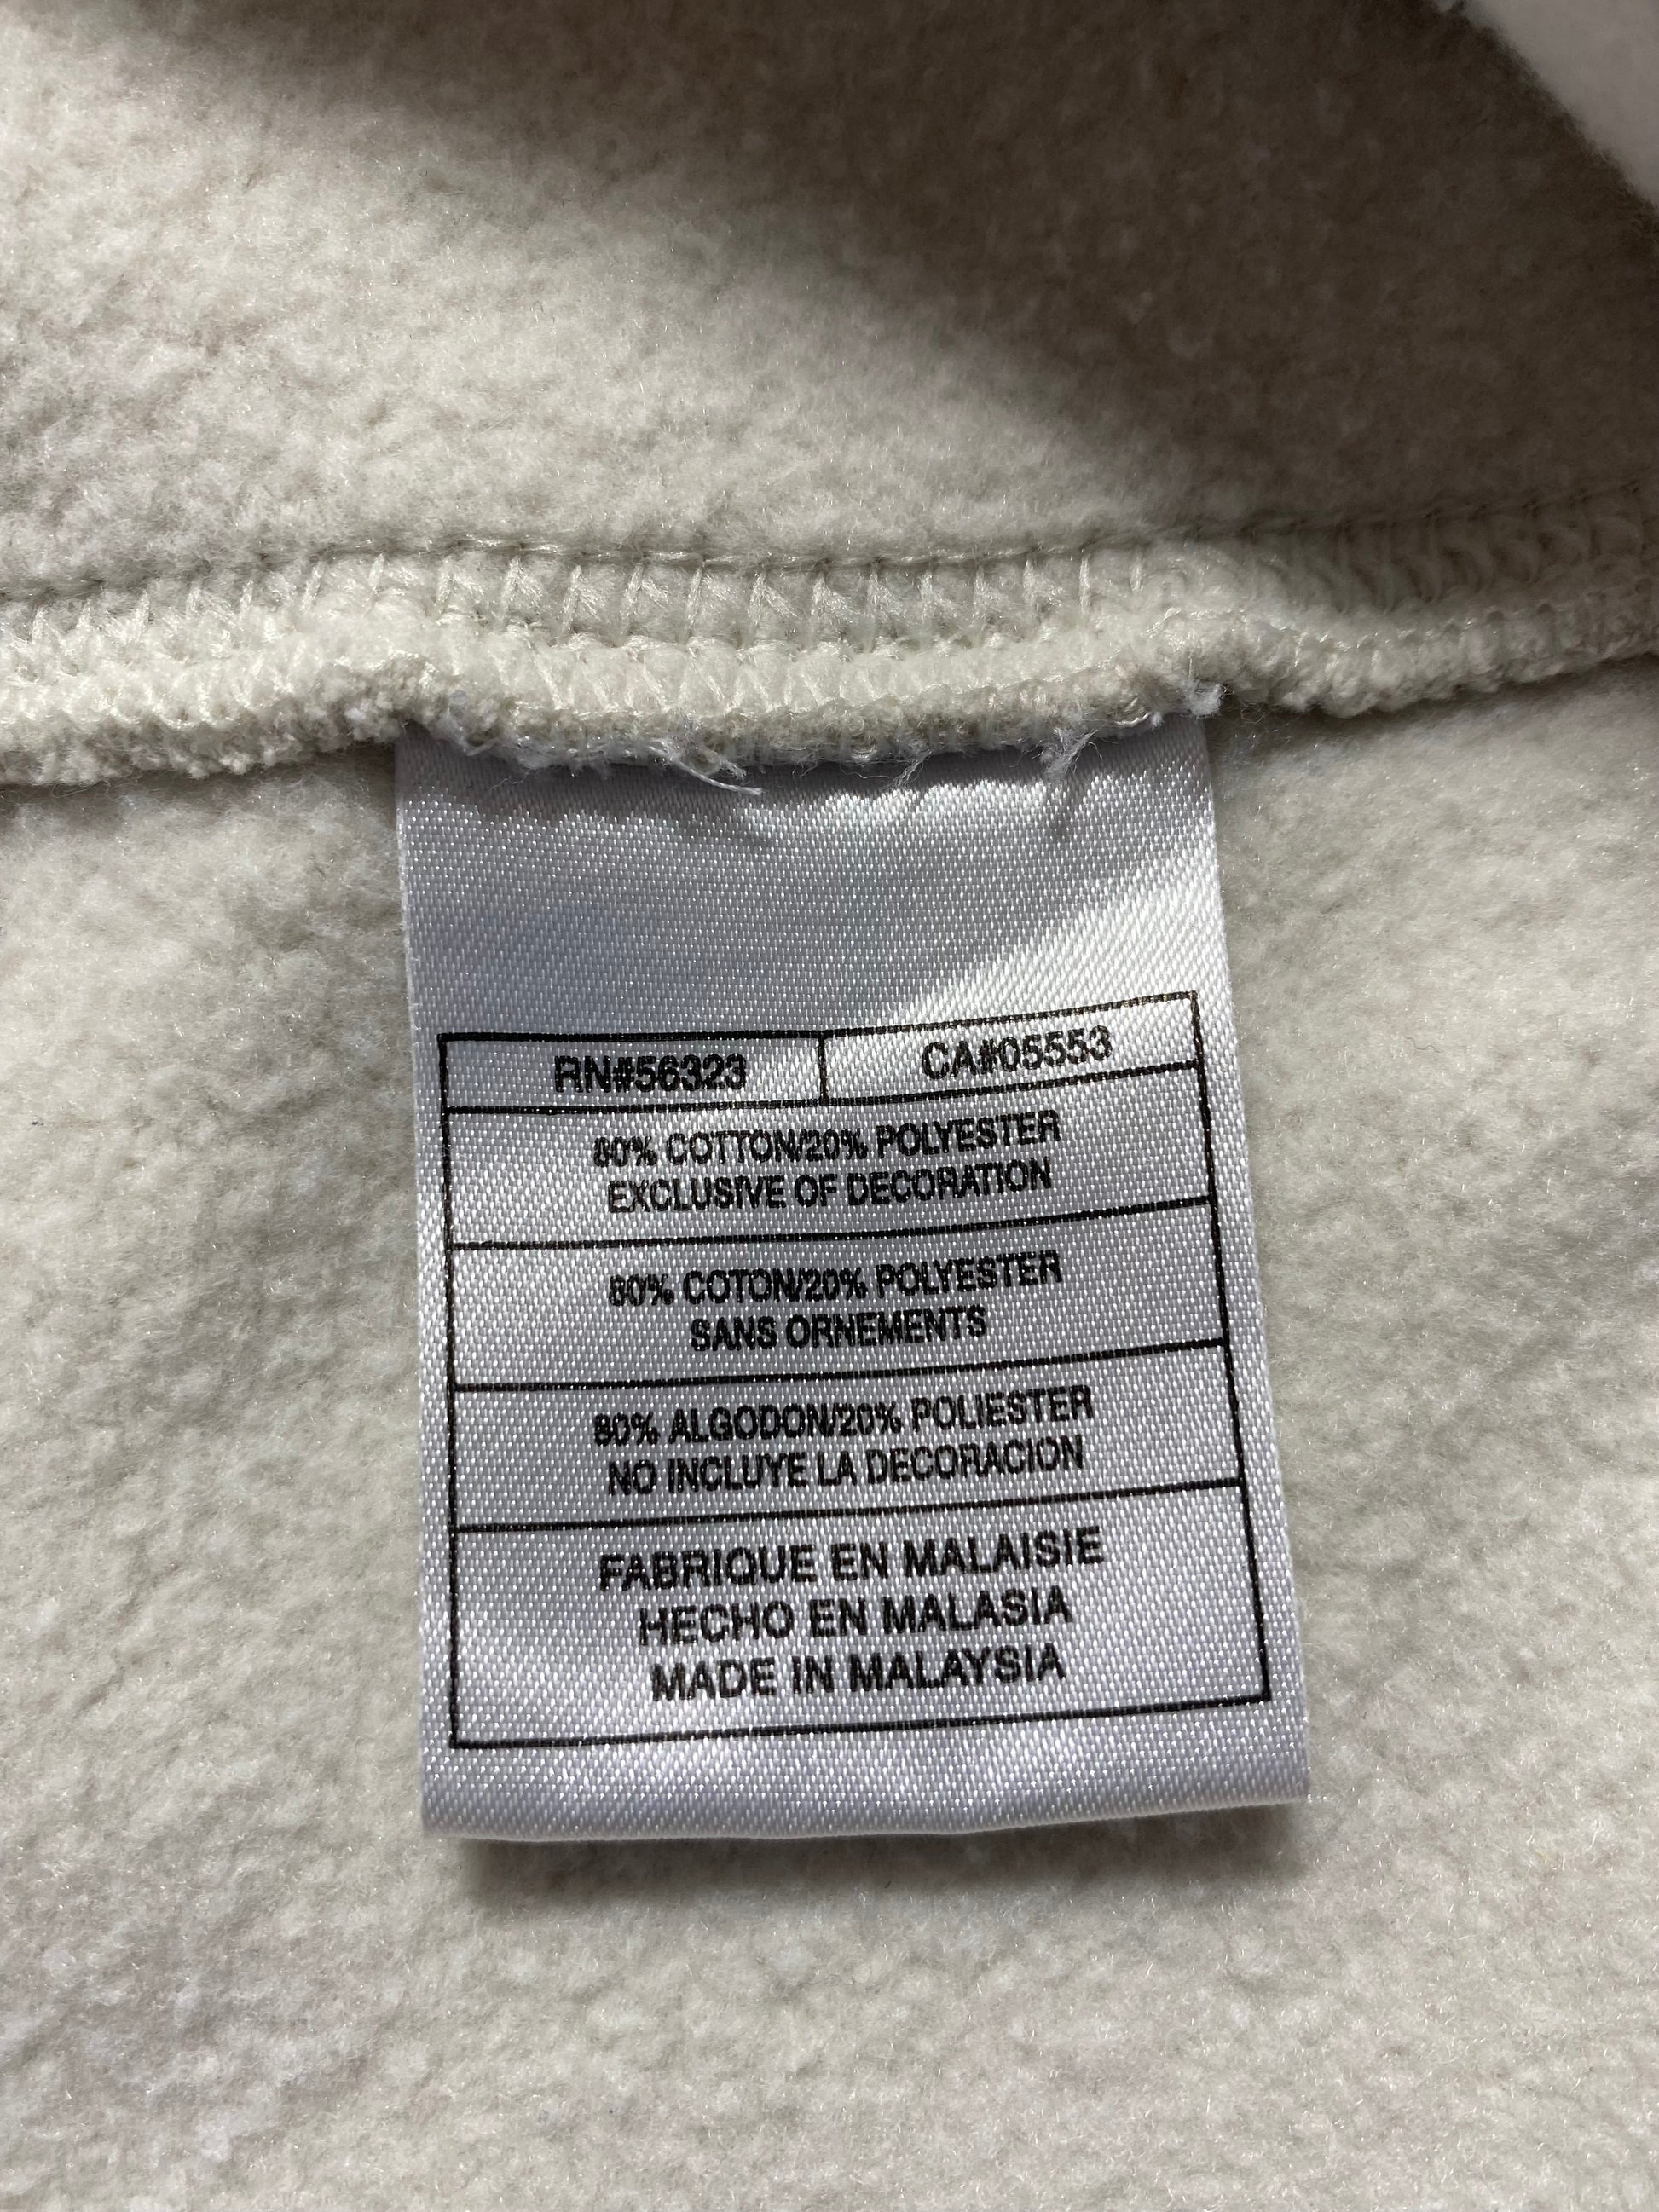 RN#56323 CA#05553
80% COTTON/20% POLYESTER
EXCLUSIVE OF DECORATION
80% COTON/20% POLYESTER
SANS ORNEMENTS
80% ALGODON/20% POLIESTER
NO INCLUYE LA DECORACION
FABRIQUE EN MALAISIE
HECHO EN MALASIA
MADE IN MALAYSIA